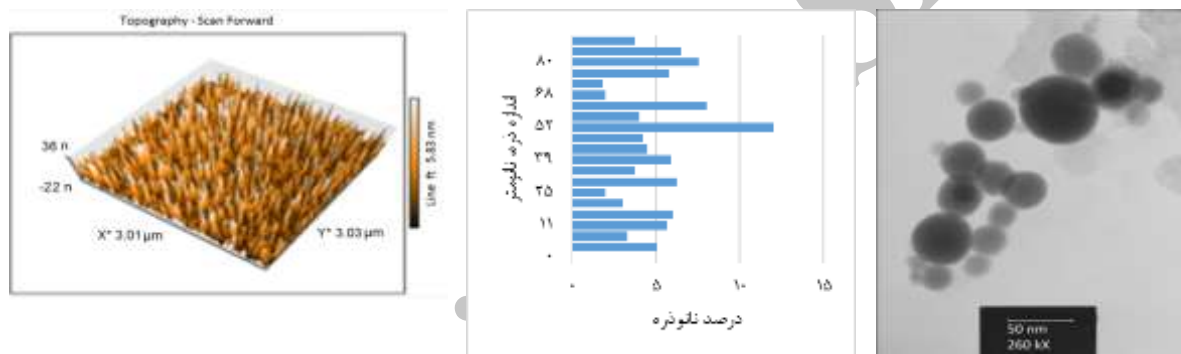 Topography - Scan Forward
36 n
-22 n
X* 3.01 µm
Y* 3.03 µm
Line ft 5.83 nm
اندازه ذره، نانومتر
۸۰
۶۸
۵۲
۳۹
۲۵
۱۱
۰
۰ ۵ ۱۰ ۱۵
درصد نانوذره
50 nm
260 kX